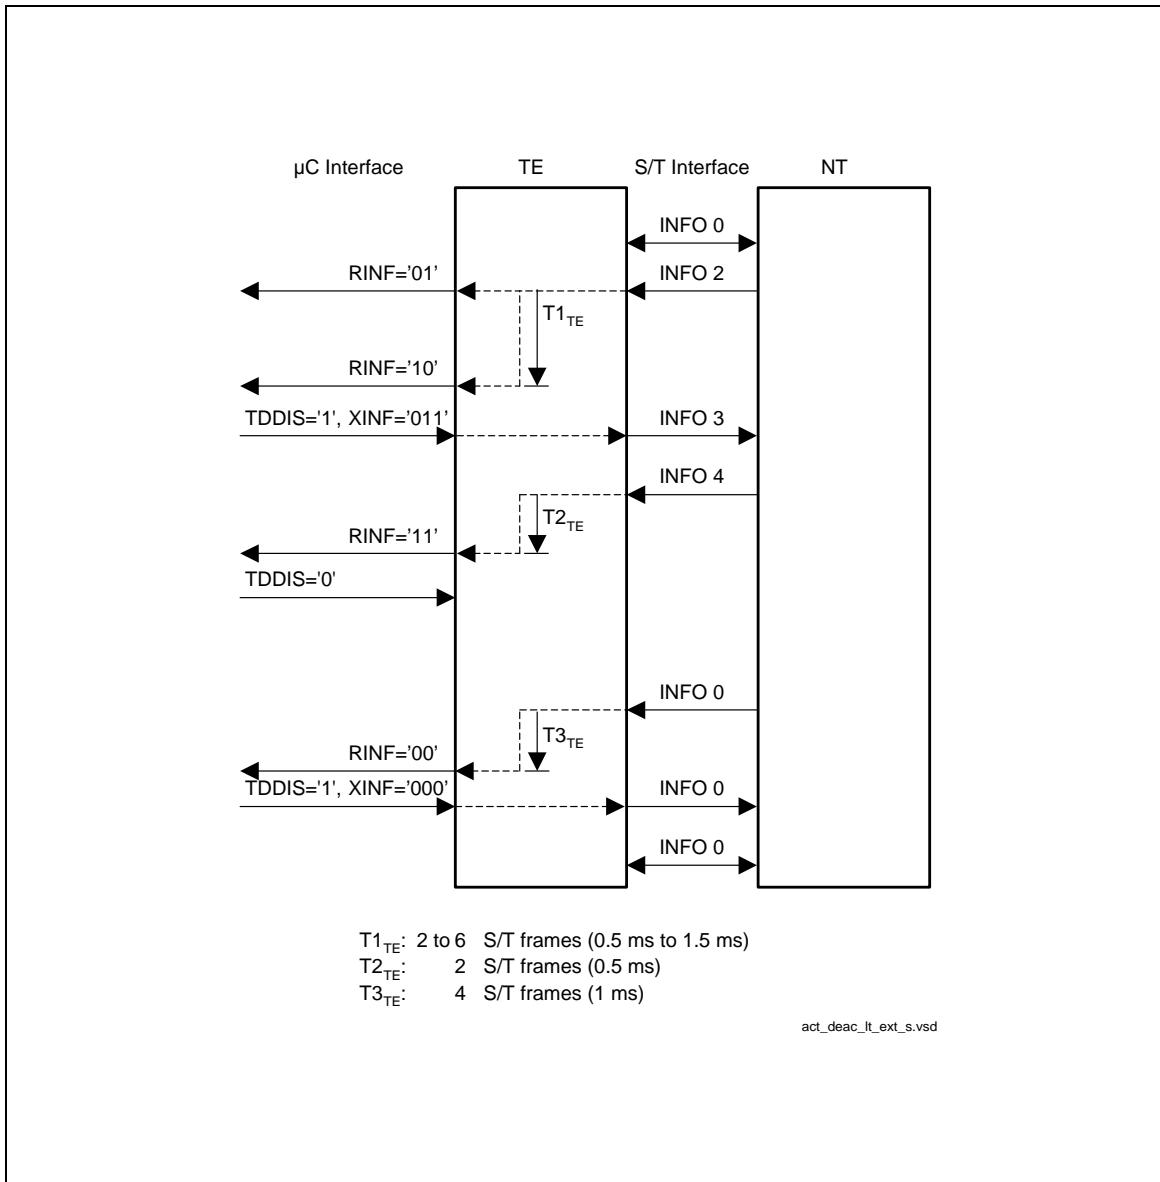 µC Interface TE S/T Interface NT
INFO 0
RINF='01' INFO 2
T1TE
RINF='10'
TDDIS='1', XINF='011' INFO 3
INFO 4
T2TE
RINF='11'
TDDIS='0'
INFO 0
T3TE
RINF='00'
TDDIS='1', XINF='000' INFO 0
INFO 0
T1TE: 2 to 6 S/T frames (0.5 ms to 1.5 ms)
T2TE: 2 S/T frames (0.5 ms)
T3TE: 4 S/T frames (1 ms)
act_deac_lt_ext_s.vsd